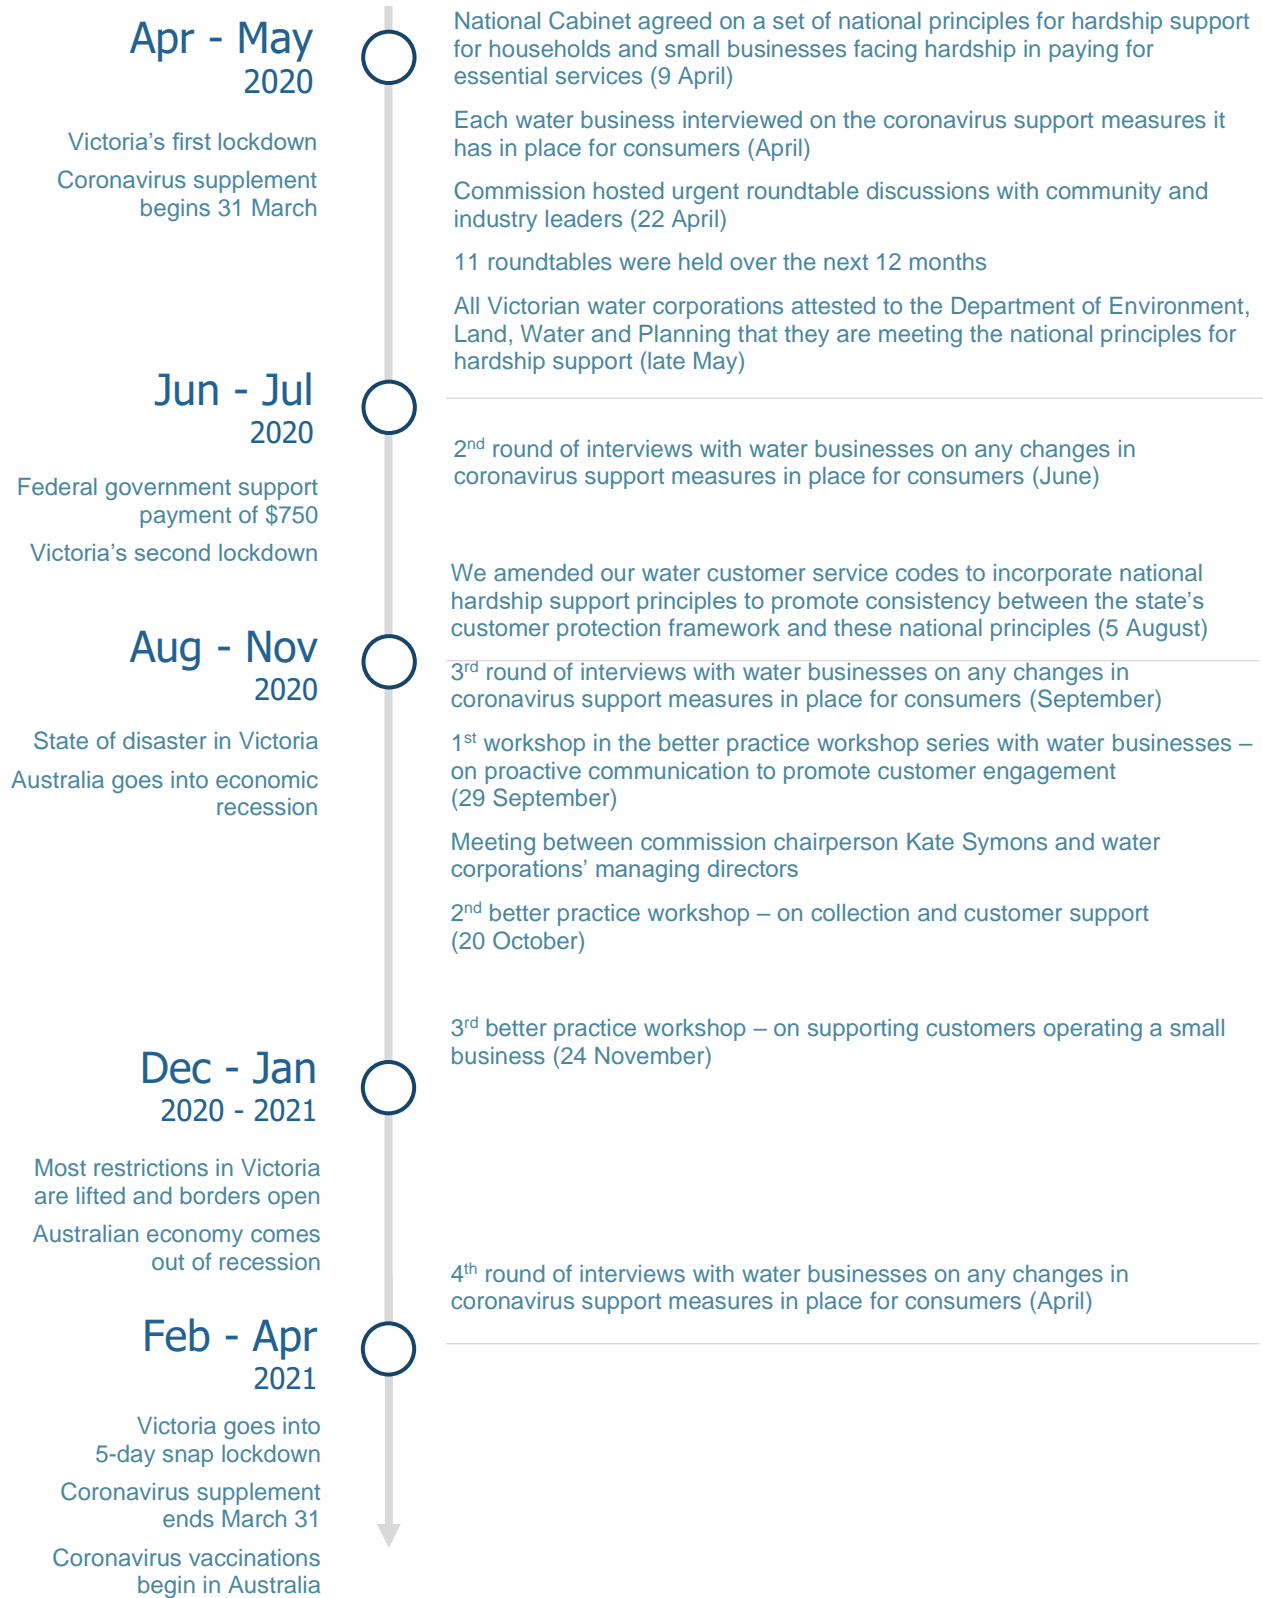 Apr - May
2020
Victoria’s first lockdown
Coronavirus supplement
begins 31 March
National Cabinet agreed on a set of national principles for hardship support
for households and small businesses facing hardship in paying for
essential services (9 April)
Each water business interviewed on the coronavirus support measures it
has in place for consumers (April)
Commission hosted urgent roundtable discussions with community and
industry leaders (22 April)
11 roundtables were held over the next 12 months
All Victorian water corporations attested to the Department of Environment,
Land, Water and Planning that they are meeting the national principles for
hardship support (late May)
Jun - Jul
2020
Federal government support
payment of $750
Victoria’s second lockdown
2nd round of interviews with water businesses on any changes in
coronavirus support measures in place for consumers (June)
We amended our water customer service codes to incorporate national
hardship support principles to promote consistency between the state’s
customer protection framework and these national principles (5 August)
Aug - Nov
2020
State of disaster in Victoria
Australia goes into economic
recession
3rd round of interviews with water businesses on any changes in
coronavirus support measures in place for consumers (September)
1st workshop in the better practice workshop series with water businesses –
on proactive communication to promote customer engagement
(29 September)
Meeting between commission chairperson Kate Symons and water
corporations’ managing directors
2nd better practice workshop – on collection and customer support
(20 October)
3rd better practice workshop – on supporting customers operating a small
business (24 November)
Dec - Jan
2020 - 2021
Most restrictions in Victoria
are lifted and borders open
Australian economy comes
out of recession
4th round of interviews with water businesses on any changes in
coronavirus support measures in place for consumers (April)
Feb - Apr
2021
Victoria goes into
5-day snap lockdown
Coronavirus supplement
ends March 31
Coronavirus vaccinations
begin in Australia